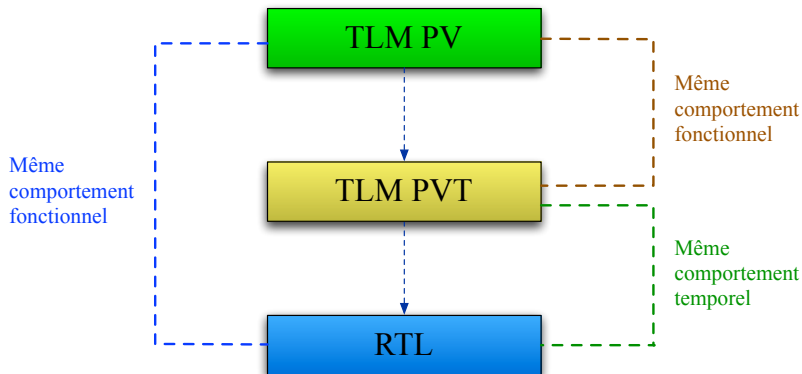 TLM PV
Même
comportement
fonctionnel
Même
comportement
fonctionnel
TLM PVT
Même
comportement
temporel
RTL